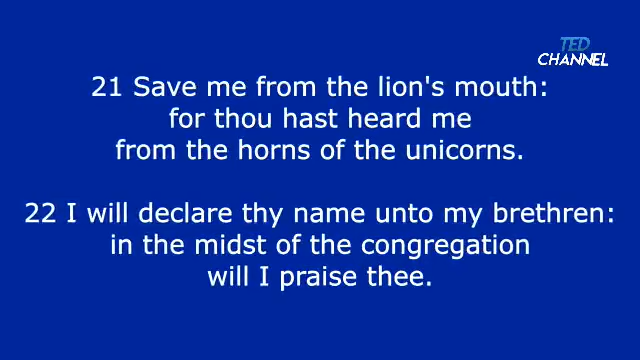 TED
CHANNEL
21 Save me from the lion's mouth:
for thou hast heard me
from the horns of the unicorns.
22 I will declare thy name unto my brethren:
in the midst of the congregation
will I praise thee.